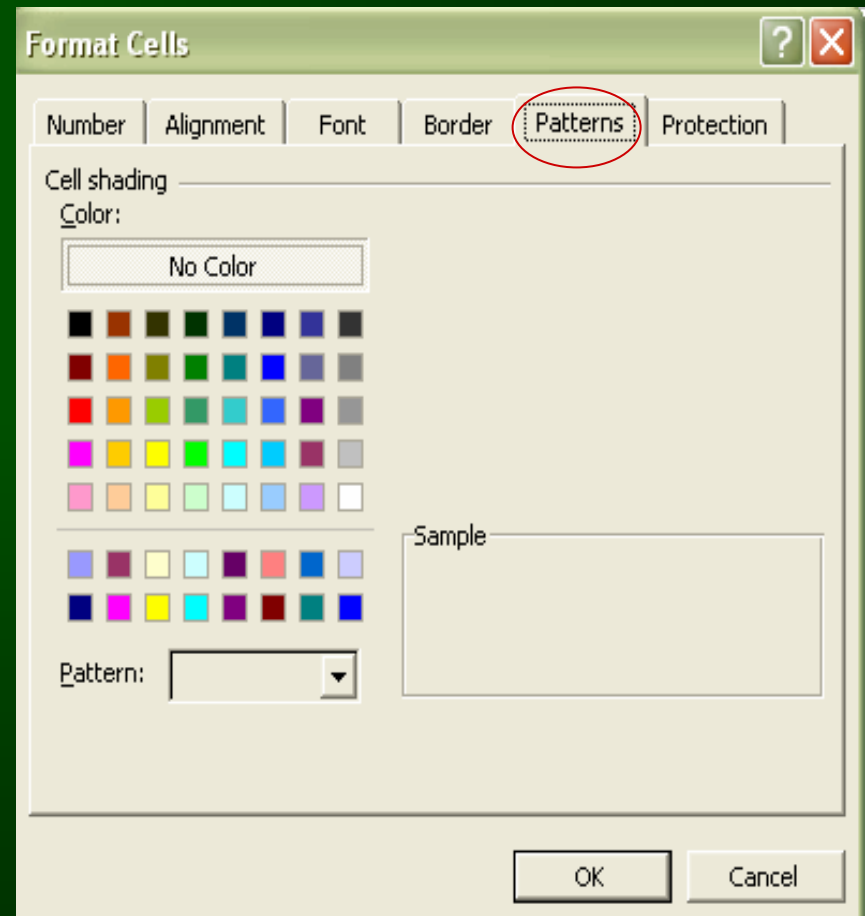 Format Cells
Number Alignment Font Border Patterns Protection
Cell shading
Color:
No Color
Sample
Pattern:
OK Cancel